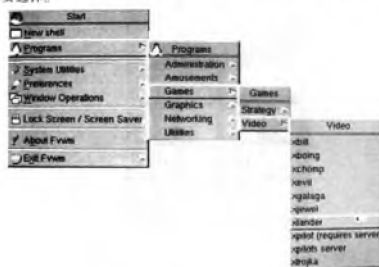 Start
New shell
Programs
System Utilities
Preferences
Window Operations
Lock Screen / Screen Saver
About Fvwm
Exit Fvwm
Programs
Administration
Amusements
Games
Graphics
Networking
Utilities
Games
Strategy
Video
Video
xbill
xboing
xchomp
xevil
xgalaga
xjewel
xlander
xpilot (requires server
xpilots server
xtrojka